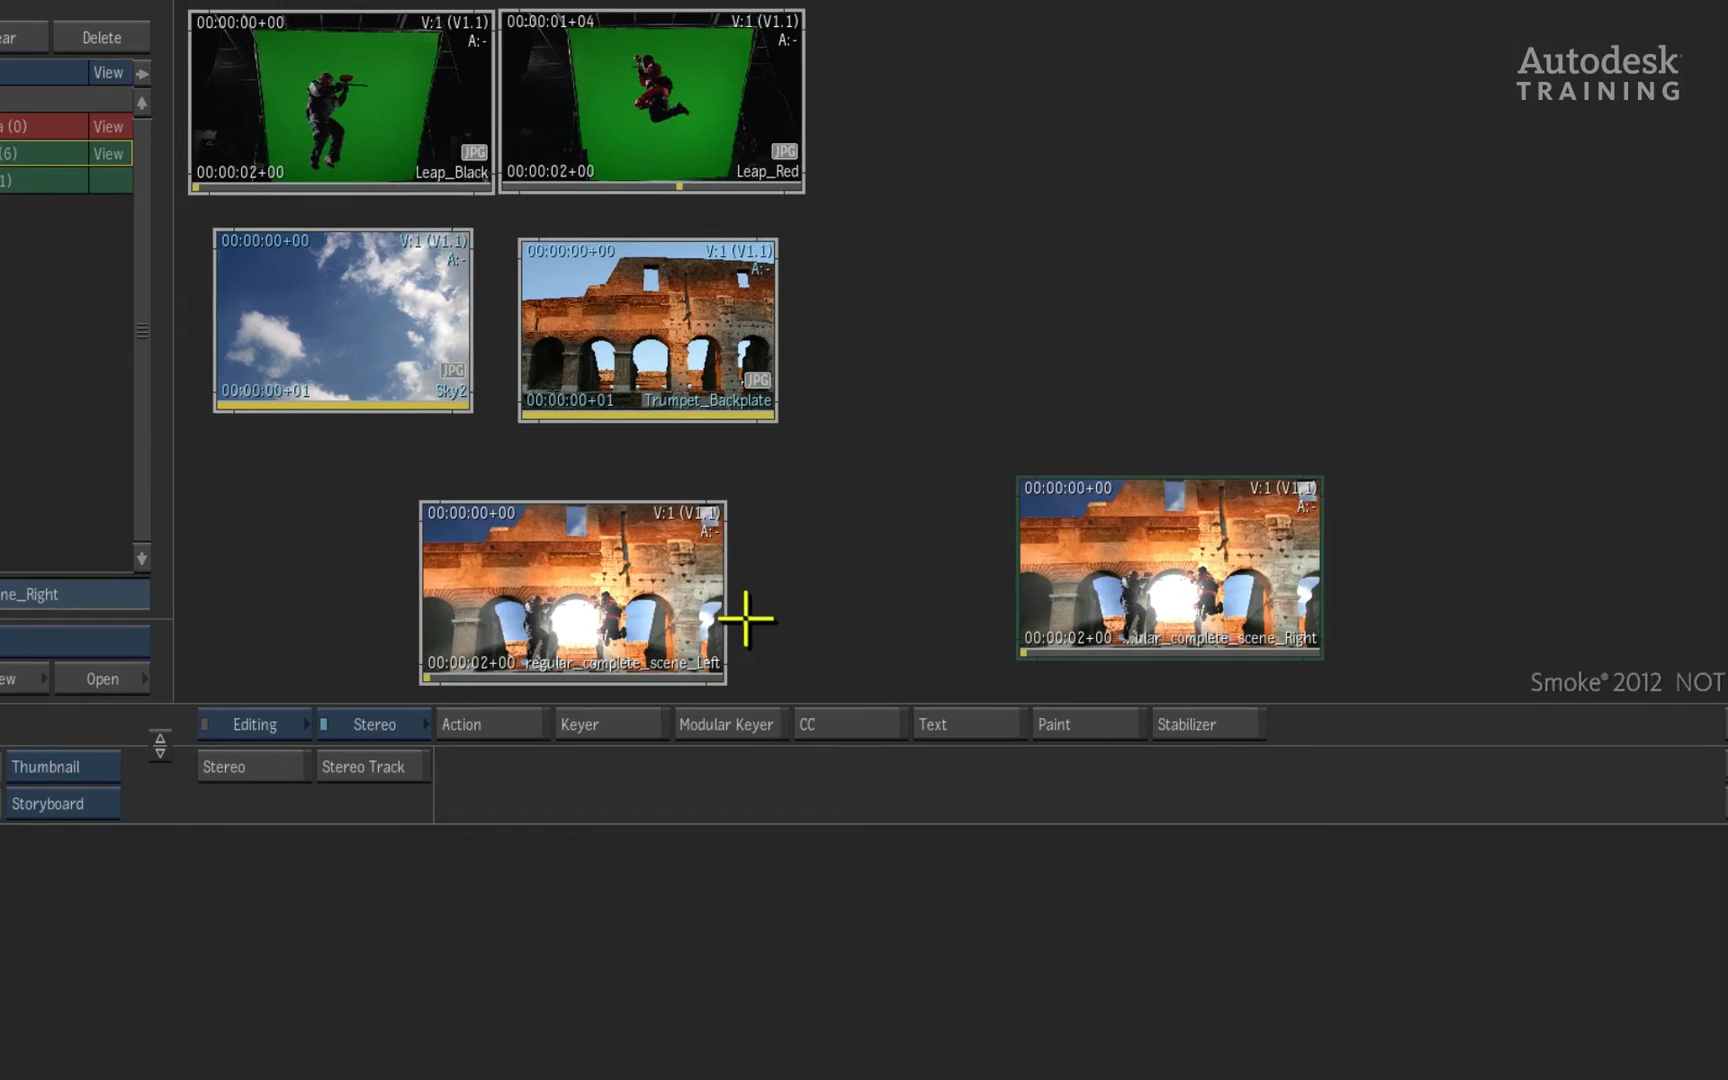 ear
Delete
View
a (0)
View
(6)
View
1)
ne_Right
ew
Open
00:00:00+00
V:1 (V1.1)
A:-
JPG
00:00:02+00
Leap_Black
00:00:01+04
V:1 (V1.1)
A:-
JPG
00:00:02+00
Leap_Red
Autodesk
TRAINING
00:00:00+00
V:1 (V1.1)
A:-
JPG
00:00:00+01
Sky2
00:00:00+00
V:1 (V1.1)
A:-
JPG
00:00:00+01
Trumpet_Backplate
00:00:00+00
V:1 (V1.1)
A:-
00:00:02+00
regular_complete_scene_Left
00:00:00+00
V:1 (V1.1)
A:-
00:00:02+00
...ular_complete_scene_Right
Smoke® 2012 NOT
Editing
Stereo
Action
Keyer
Modular Keyer
CC
Text
Paint
Stabilizer
Thumbnail
Stereo
Stereo Track
Storyboard